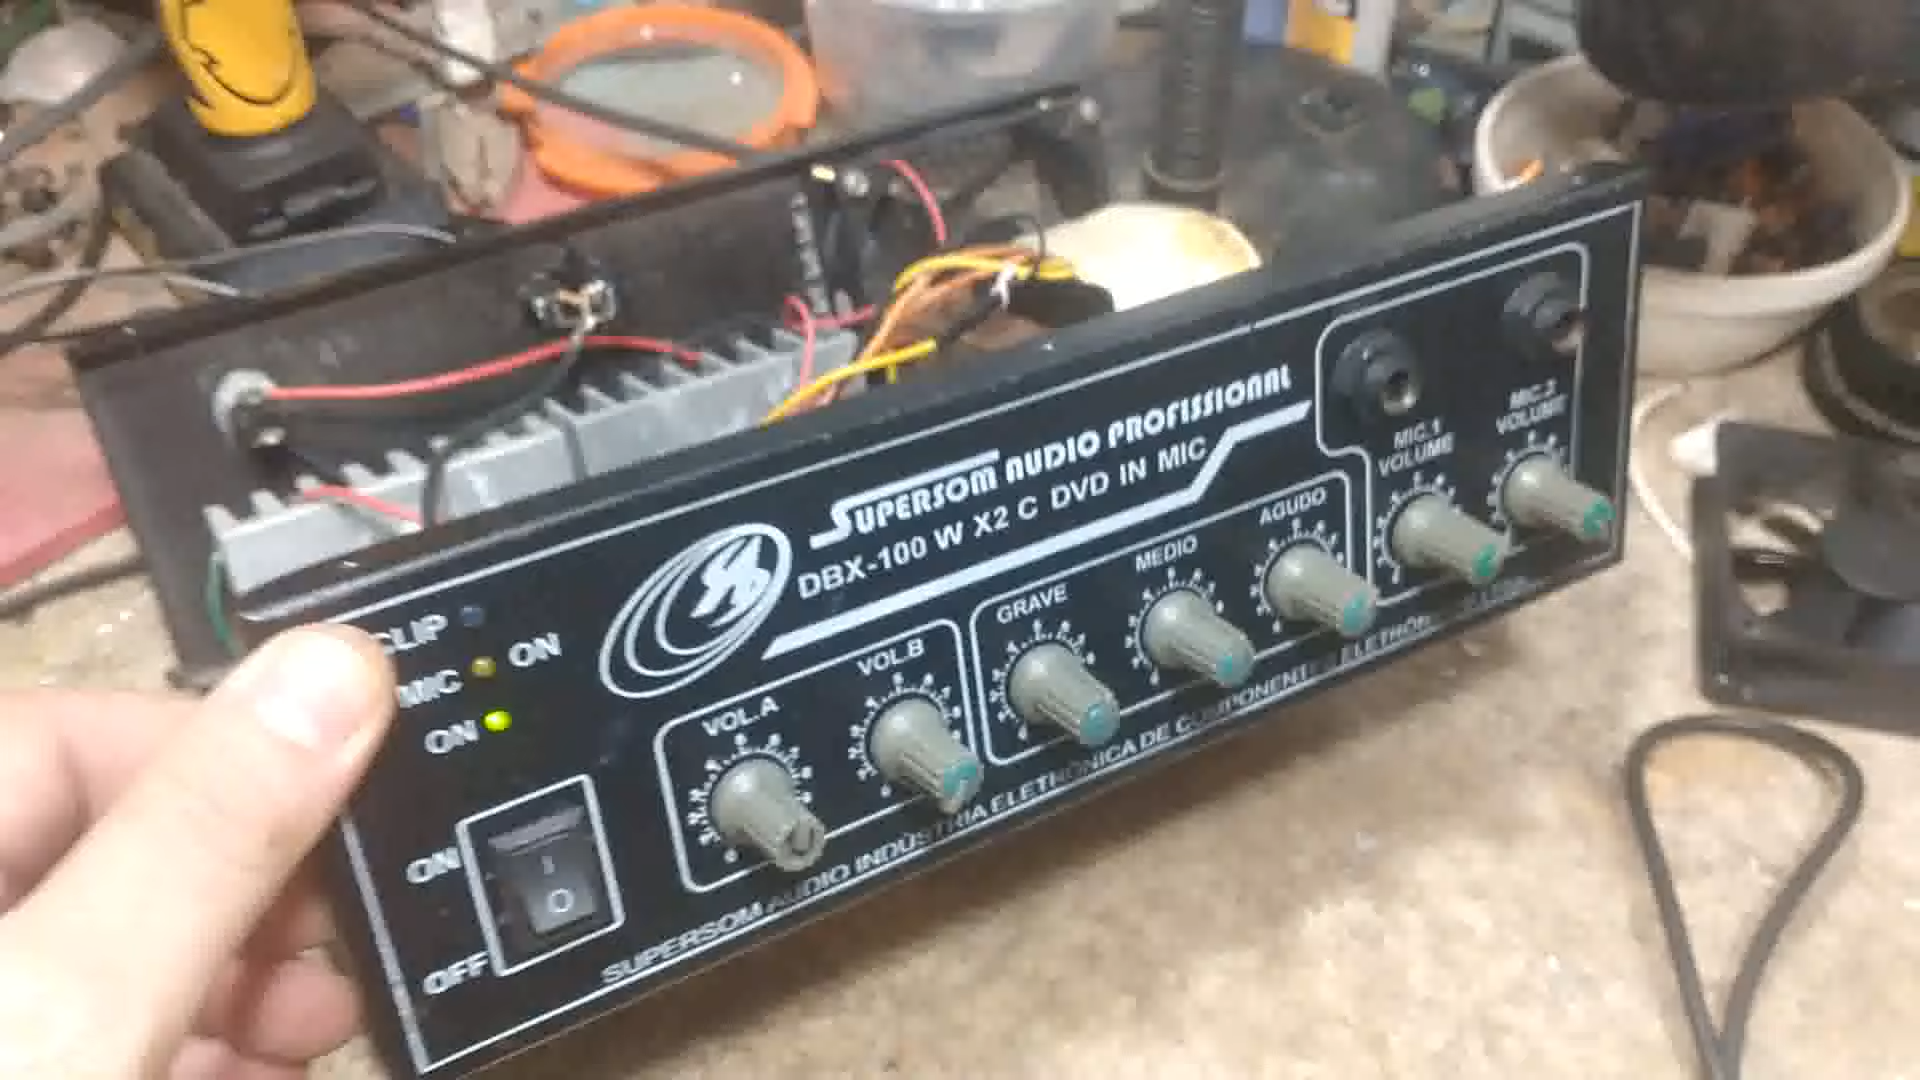 SUPERSOM AUDIO PROFISSIONAL
DBX-100 W X2 C DVD IN MIC
CLIP
MIC ON
ON
ON
I
O
OFF
VOL.A
VOL.B
GRAVE
MEDIO
AGUDO
MIC.1
VOLUME
MIC.2
VOLUME
SUPERSOM AUDIO INDÚSTRIA ELETRÔNICA DE COMPONENTES